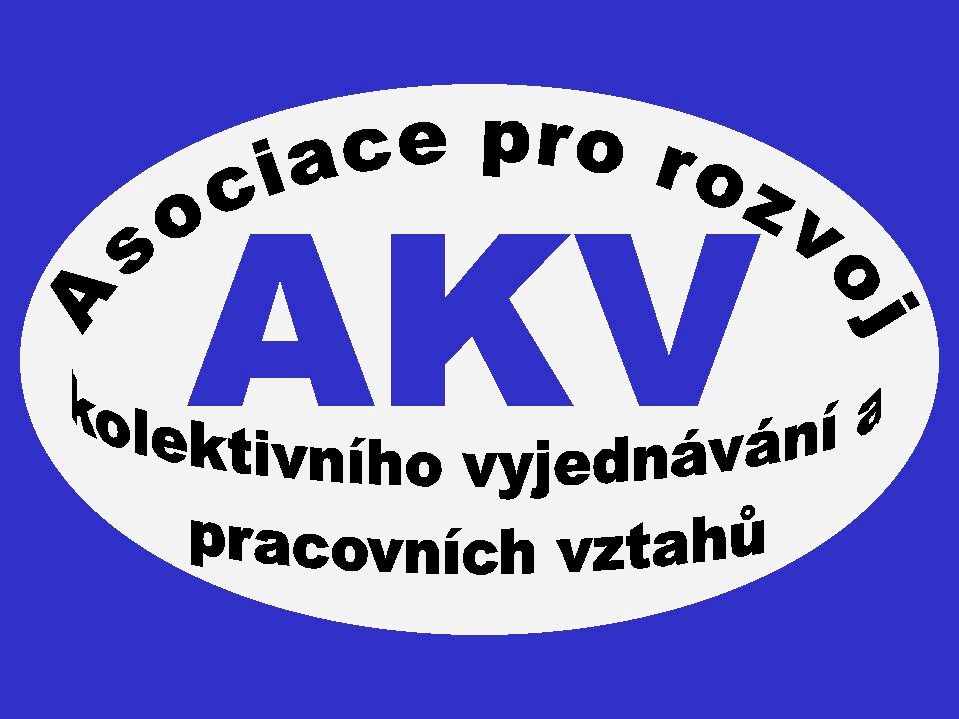 Asociace pro rozvoj
AKV
kolektivního vyjednávání a
pracovních vztahů